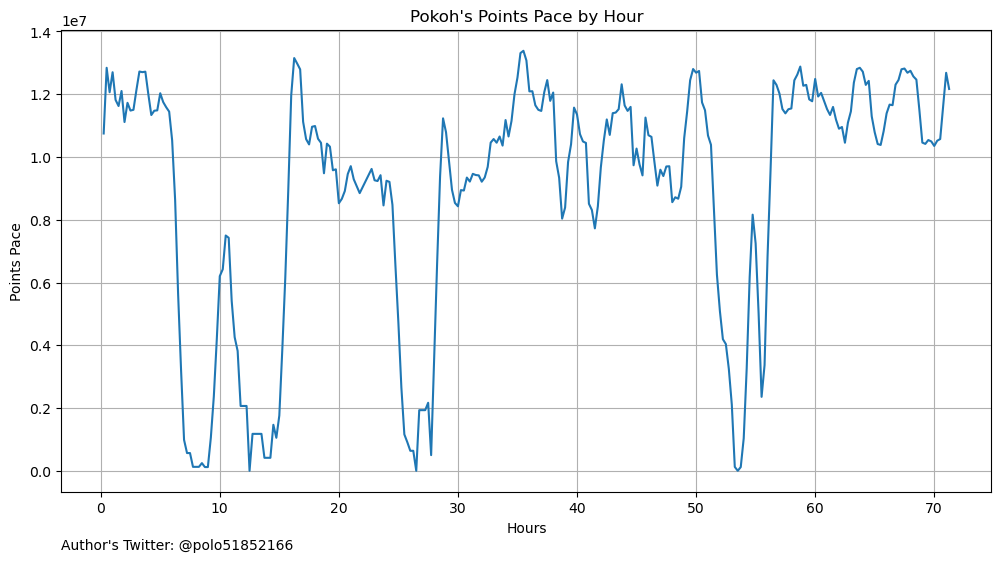 Pokoh's Points Pace by Hour
1e7
1.4
1.2
1.0
0.8
0.6
0.4
0.2
0.0
Points Pace
0 10 20 30 40 50 60 70
Hours
Author's Twitter: @polo51852166